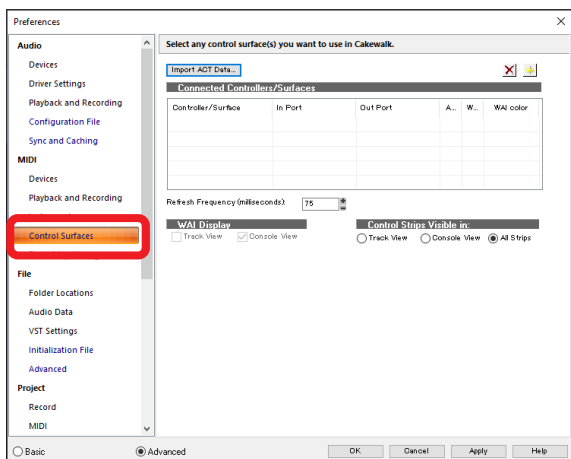 Preferences
Audio
Devices
Driver Settings
Playback and Recording
Configuration File
Sync and Caching
MIDI
Devices
Playback and Recording
Control Surfaces
File
Folder Locations
Audio Data
VST Settings
Initialization File
Advanced
Project
Record
MIDI
Basic
Advanced
Select any control surface(s) you want to use in Cakewalk.
Import ACT Data...
Connected Controllers/Surfaces
Controller/Surface In Port Out Port A... W... WAI color
Refresh Frequency (milliseconds): 75
WAI Display Control Strips Visible in:
Track View Console View Track View Console View All Strips
OK Cancel Apply Help